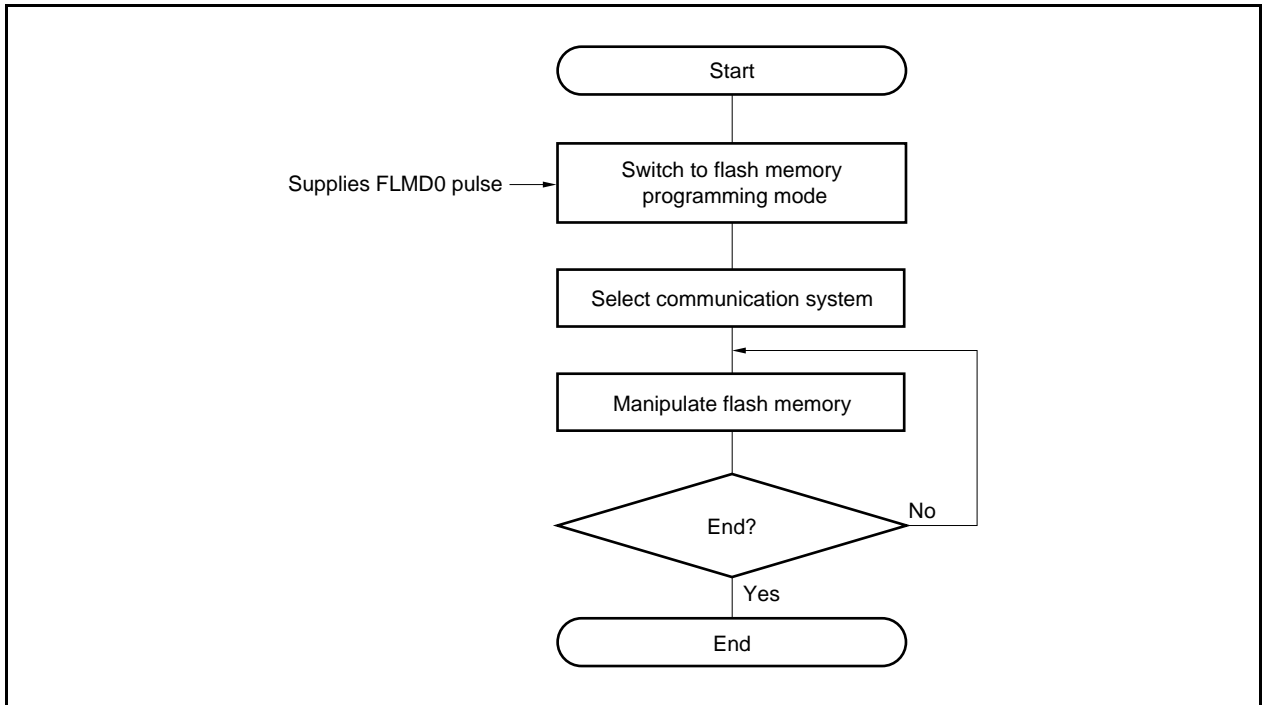 Start
Supplies FLMD0 pulse
Switch to flash memory
programming mode
Select communication system
Manipulate flash memory
No
End?
Yes
End